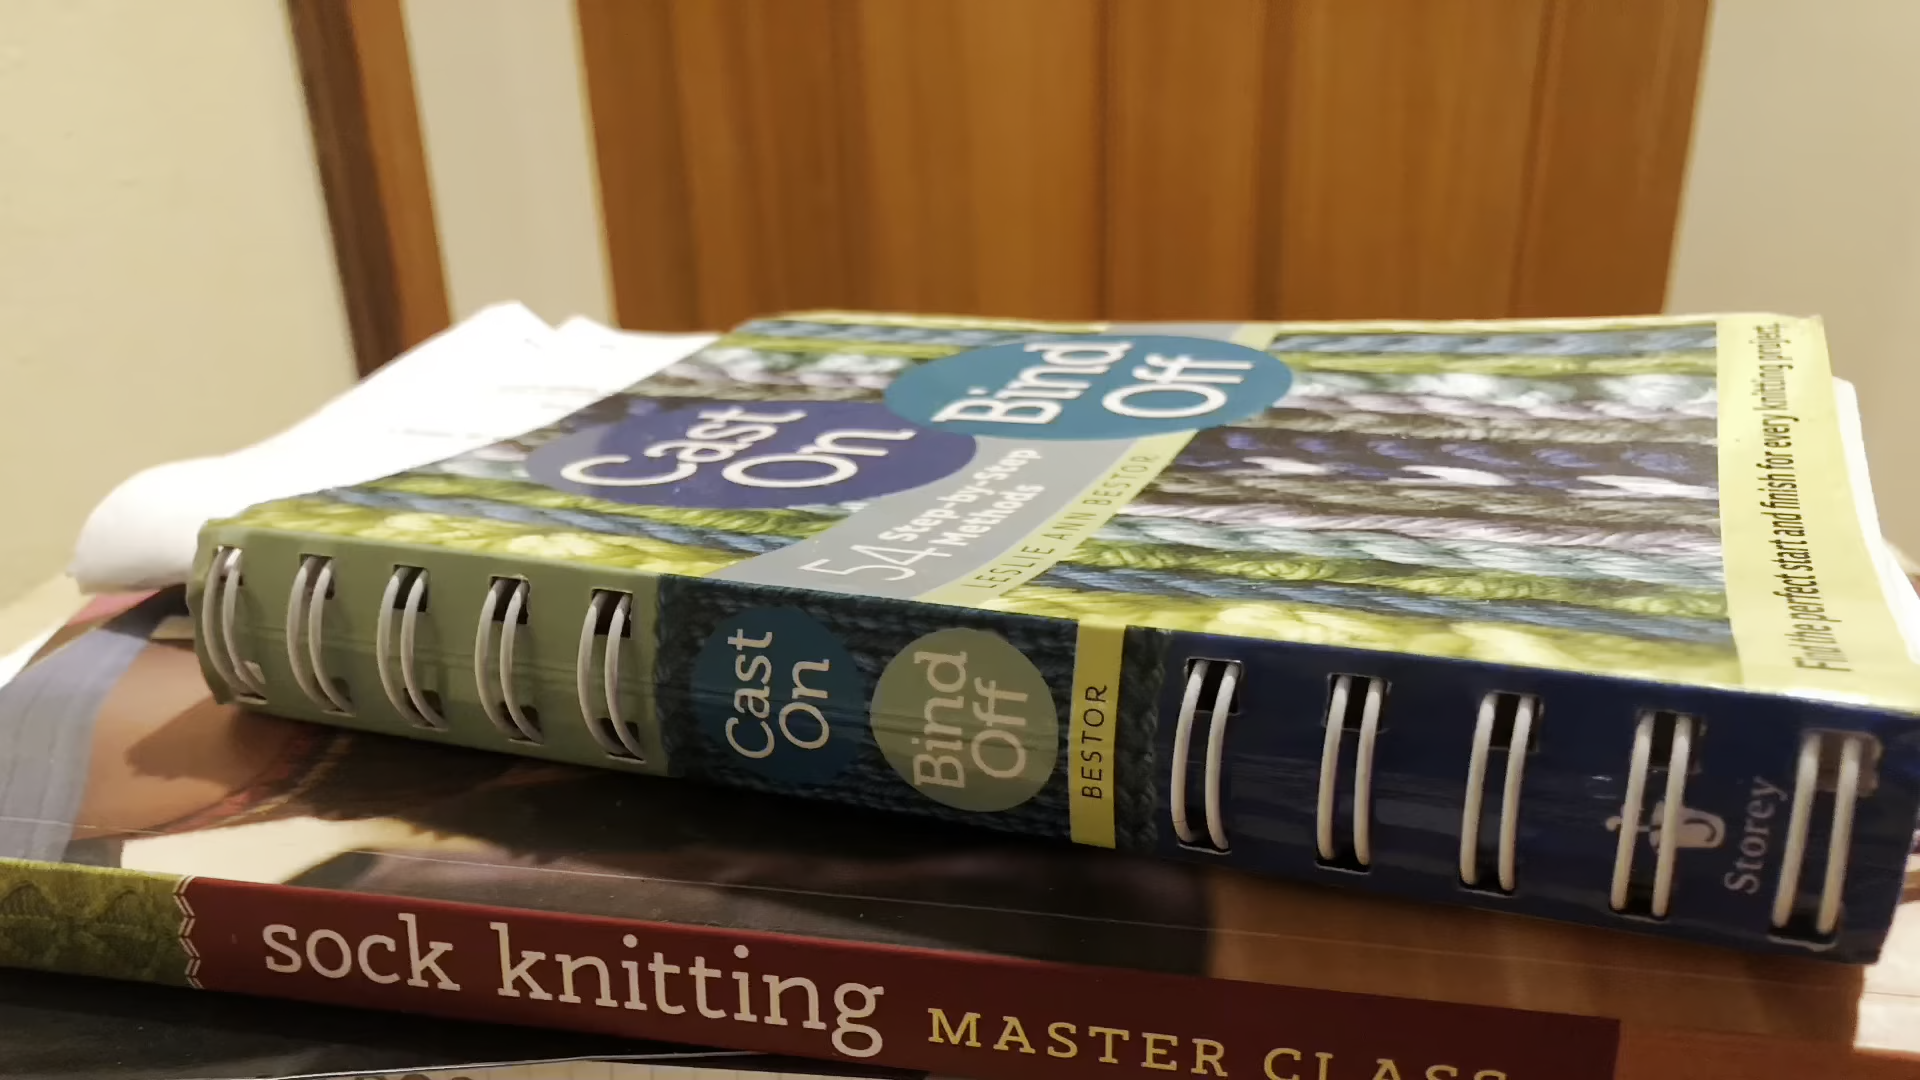 Cast
On
Bind
Off
54 Step-by-Step
Methods
LESLIE ANN BESTOR
Find the perfect start and finish for every knitting project.
Cast
On
Bind
Off
BESTOR
Storey
sock knitting MASTER CLASS